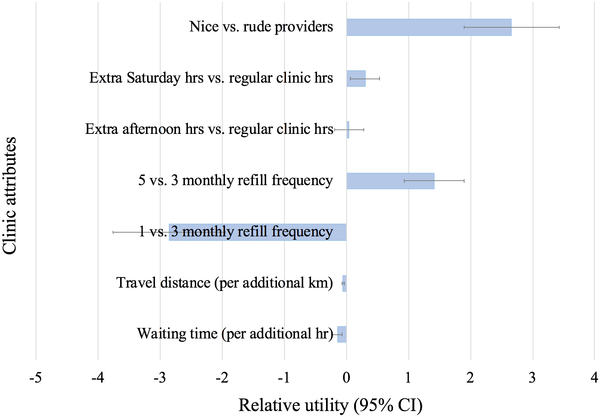 Nice vs. rude providers
Extra Saturday hrs vs. regular clinic hrs
Extra afternoon hrs vs. regular clinic hrs
5 vs. 3 monthly refill frequency
1 vs. 3 monthly refill frequency
Travel distance (per additional km)
Waiting time (per additional hr)
Clinic attributes
-5 -4 -3 -2 -1 0 1 2 3 4
Relative utility (95% CI)